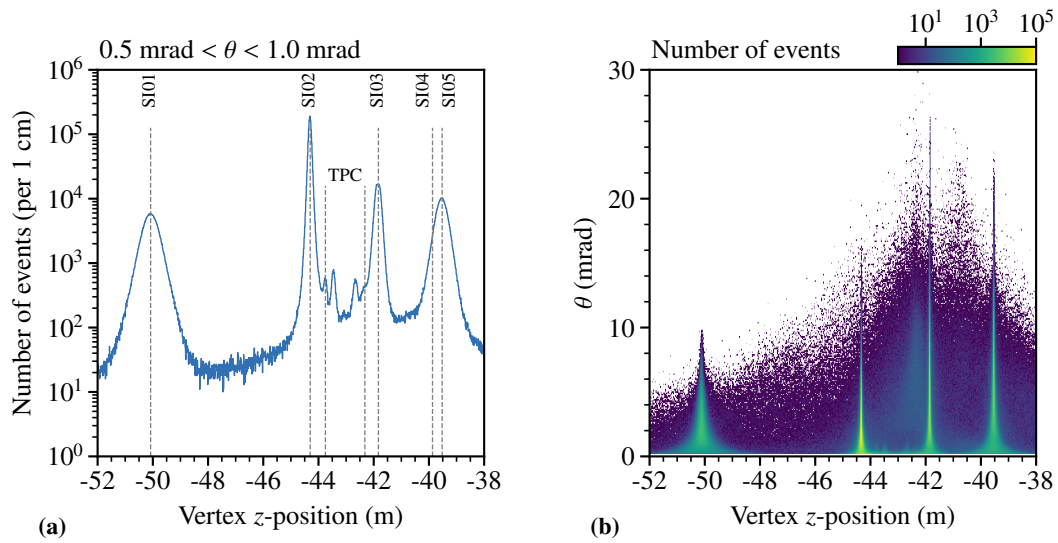 0.5 mrad < θ < 1.0 mrad
10⁶
10⁵
10⁴
10³
10²
10¹
10⁰
Number of events (per 1 cm)
SI01
SI02
SI03
SI04
SI05
TPC
-52 -50 -48 -46 -44 -42 -40 -38
Vertex z-position (m)
(a)
Number of events
10¹ 10³ 10⁵
30
20
10
0
θ (mrad)
-52 -50 -48 -46 -44 -42 -40 -38
Vertex z-position (m)
(b)